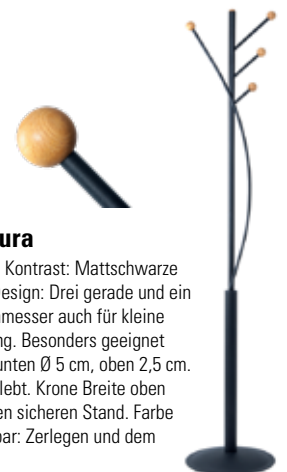 ura
Kontrast: Mattschwarze
esign: Drei gerade und ein
messer auch für kleine
ng. Besonders geeignet
unten Ø 5 cm, oben 2,5 cm.
lebt. Krone Breite oben
en sicheren Stand. Farbe
bar: Zerlegen und dem